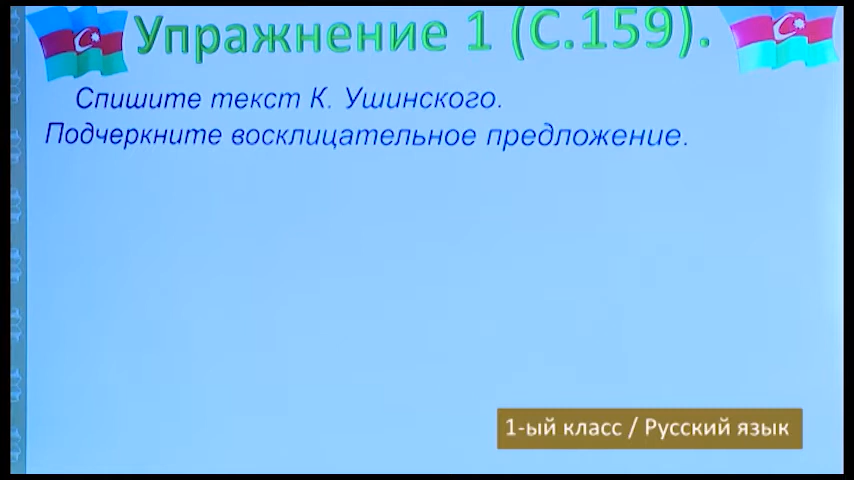 Упражнение 1 (С.159).
Спишите текст К. Ушинского.
Подчеркните восклицательное предложение.
1-ый класс / Русский язык